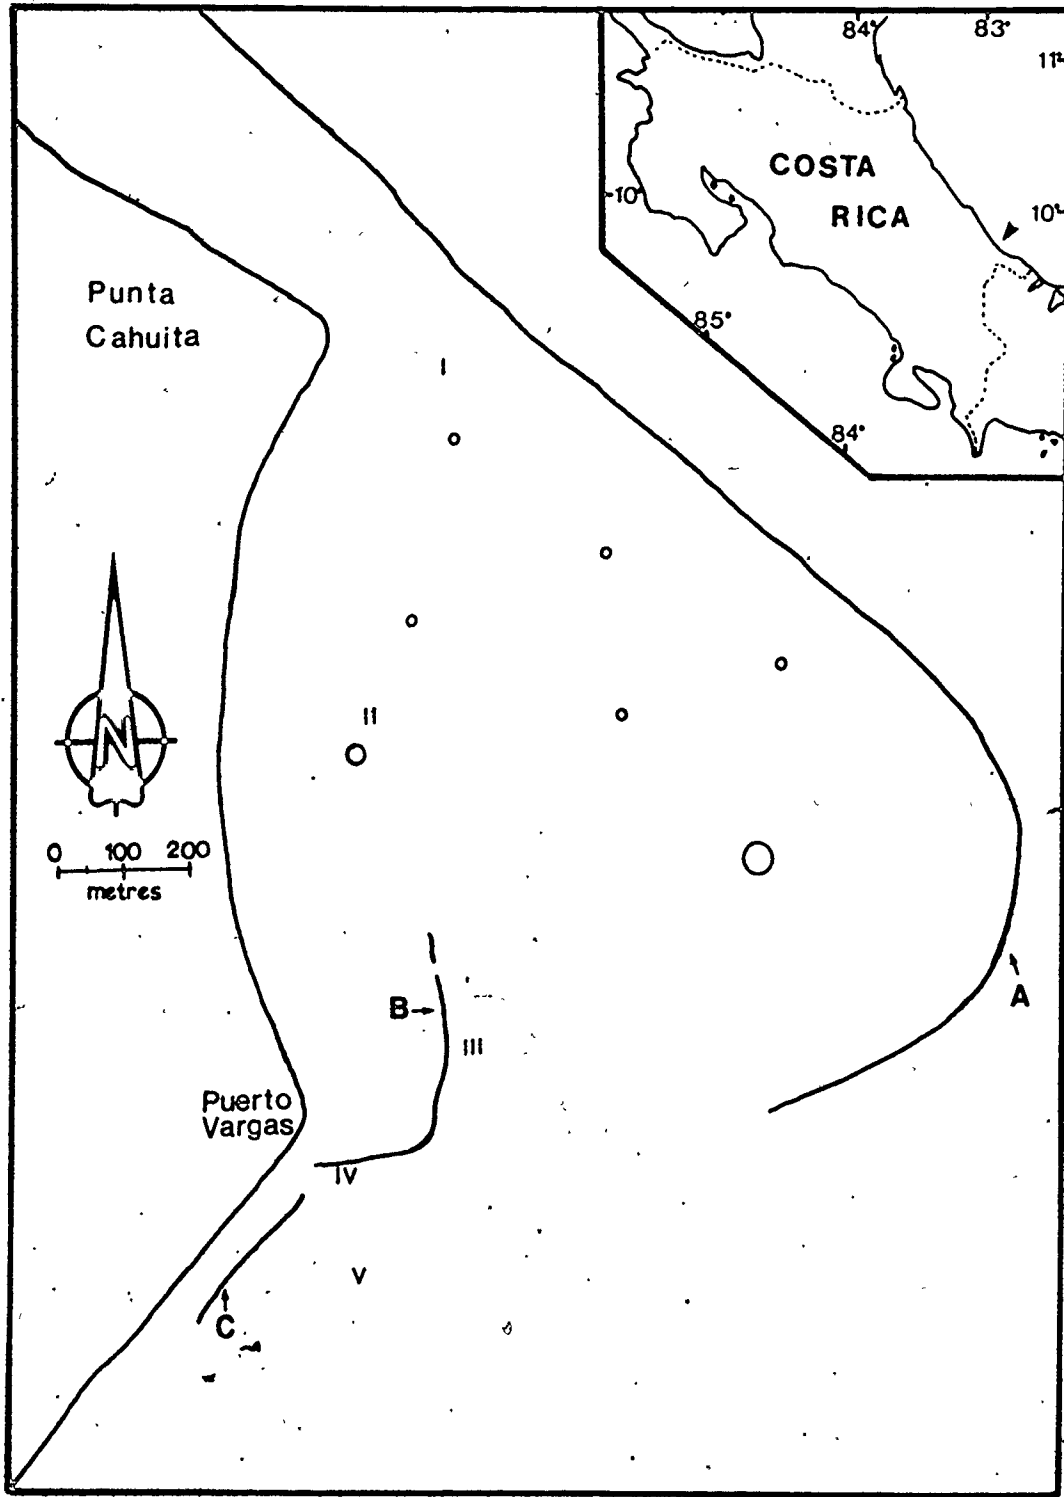 84°
83°
11°
COSTA
RICA
10°
10°
85°
84°
Punta
Cahuita
I
II
N
0 100 200
metres
A
B
III
Puerto
Vargas
IV
V
C